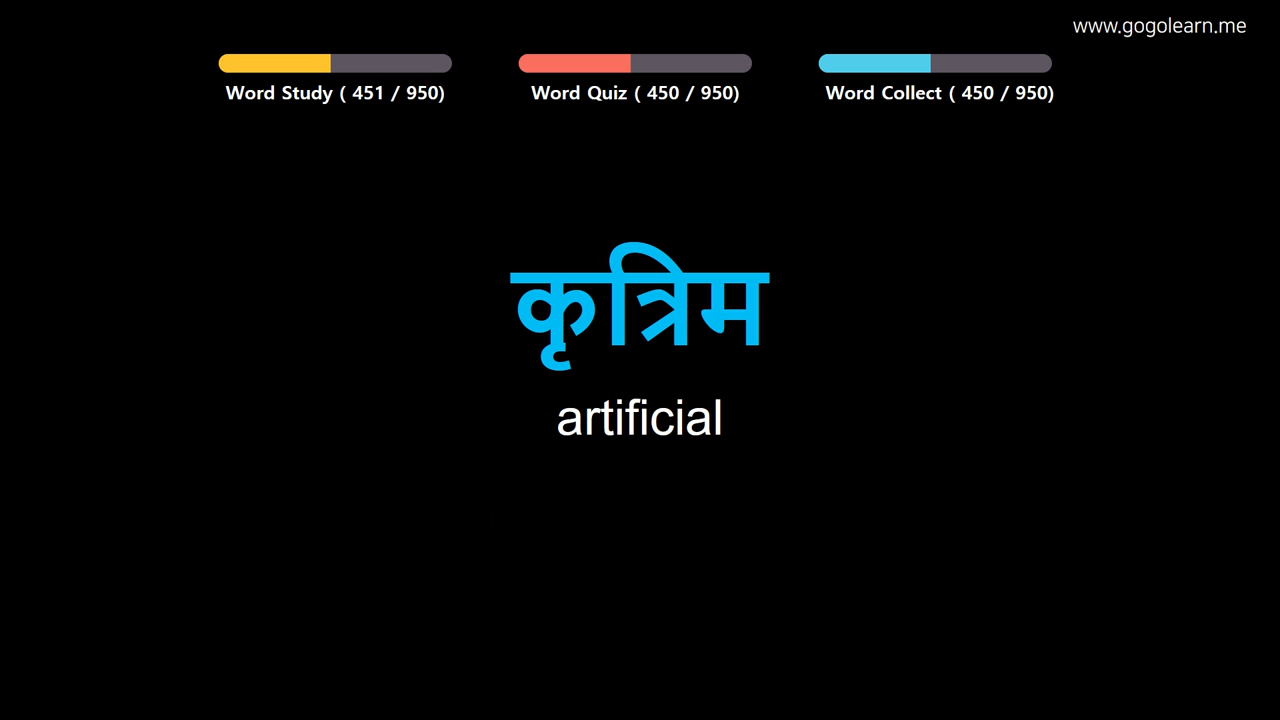 www.gogolearn.me
Word Study ( 451 / 950)
Word Quiz ( 450 / 950)
Word Collect ( 450 / 950)
कृत्रिम
artificial